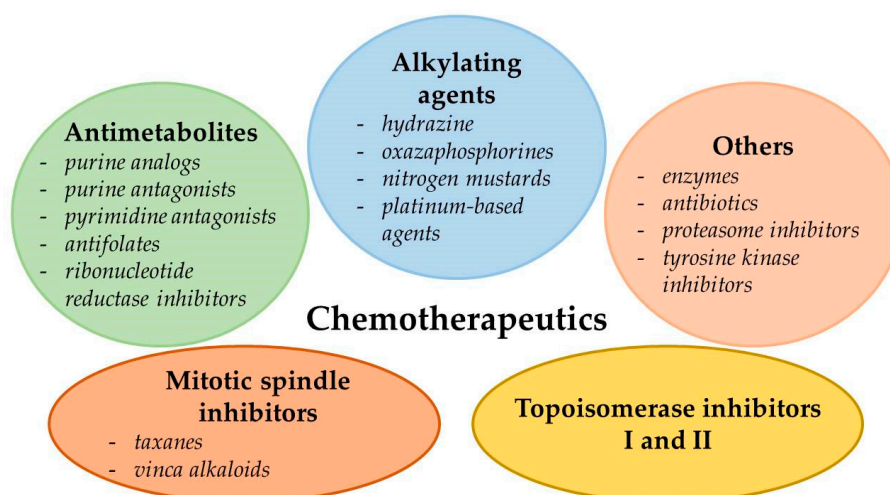 Alkylating
agents
- hydrazine
- oxazaphosphorines
- nitrogen mustards
- platinum-based
agents
Antimetabolites
- purine analogs
- purine antagonists
- pyrimidine antagonists
- antifolates
- ribonucleotide
reductase inhibitors
Others
- enzymes
- antibiotics
- proteasome inhibitors
- tyrosine kinase
inhibitors
Chemotherapeutics
Mitotic spindle
inhibitors
- taxanes
- vinca alkaloids
Topoisomerase inhibitors
I and II